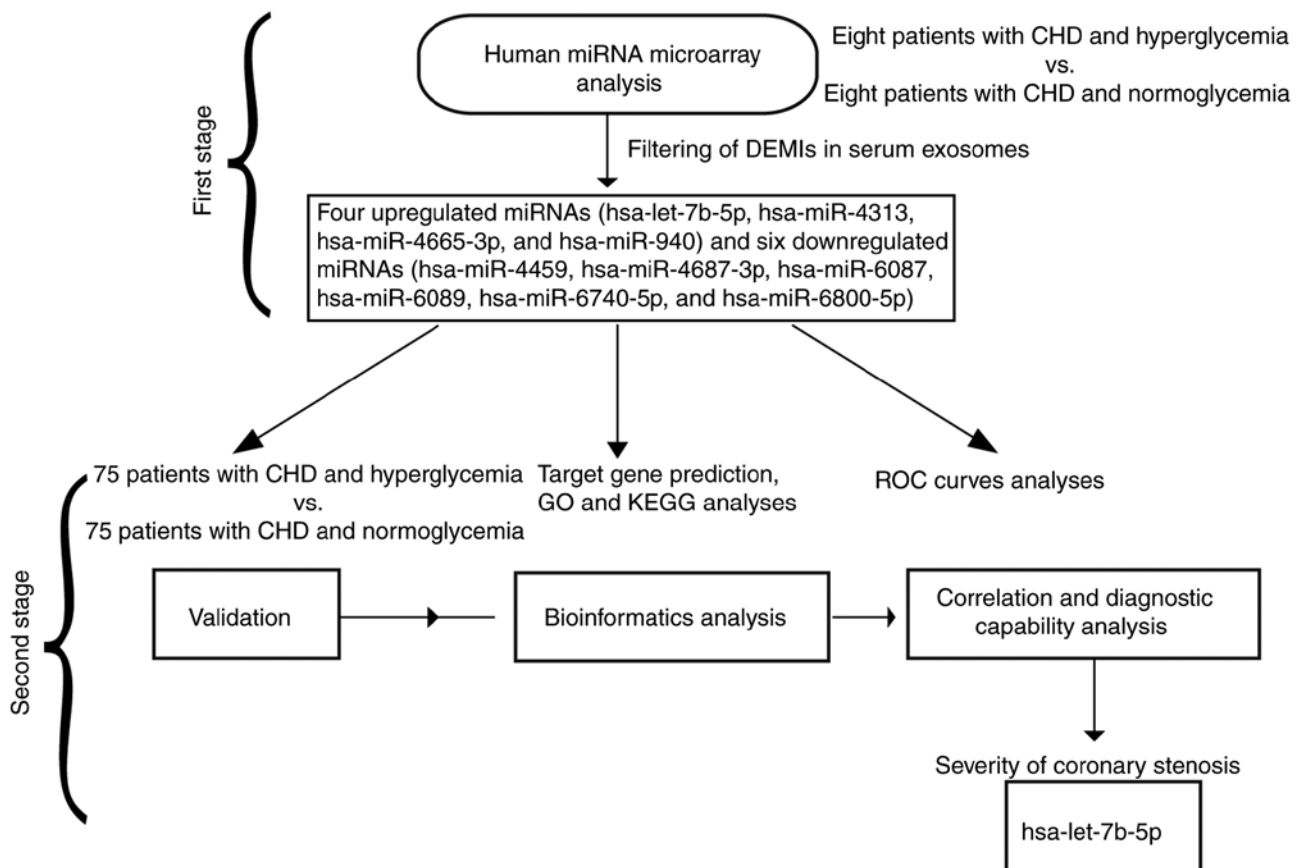 First stage
Human miRNA microarray
analysis
Eight patients with CHD and hyperglycemia
vs.
Eight patients with CHD and normoglycemia
Filtering of DEMIs in serum exosomes
Four upregulated miRNAs (hsa-let-7b-5p, hsa-miR-4313,
hsa-miR-4665-3p, and hsa-miR-940) and six downregulated
miRNAs (hsa-miR-4459, hsa-miR-4687-3p, hsa-miR-6087,
hsa-miR-6089, hsa-miR-6740-5p, and hsa-miR-6800-5p)
Second stage
75 patients with CHD and hyperglycemia
vs.
75 patients with CHD and normoglycemia
Target gene prediction,
GO and KEGG analyses
ROC curves analyses
Validation
Bioinformatics analysis
Correlation and diagnostic
capability analysis
Severity of coronary stenosis
hsa-let-7b-5p